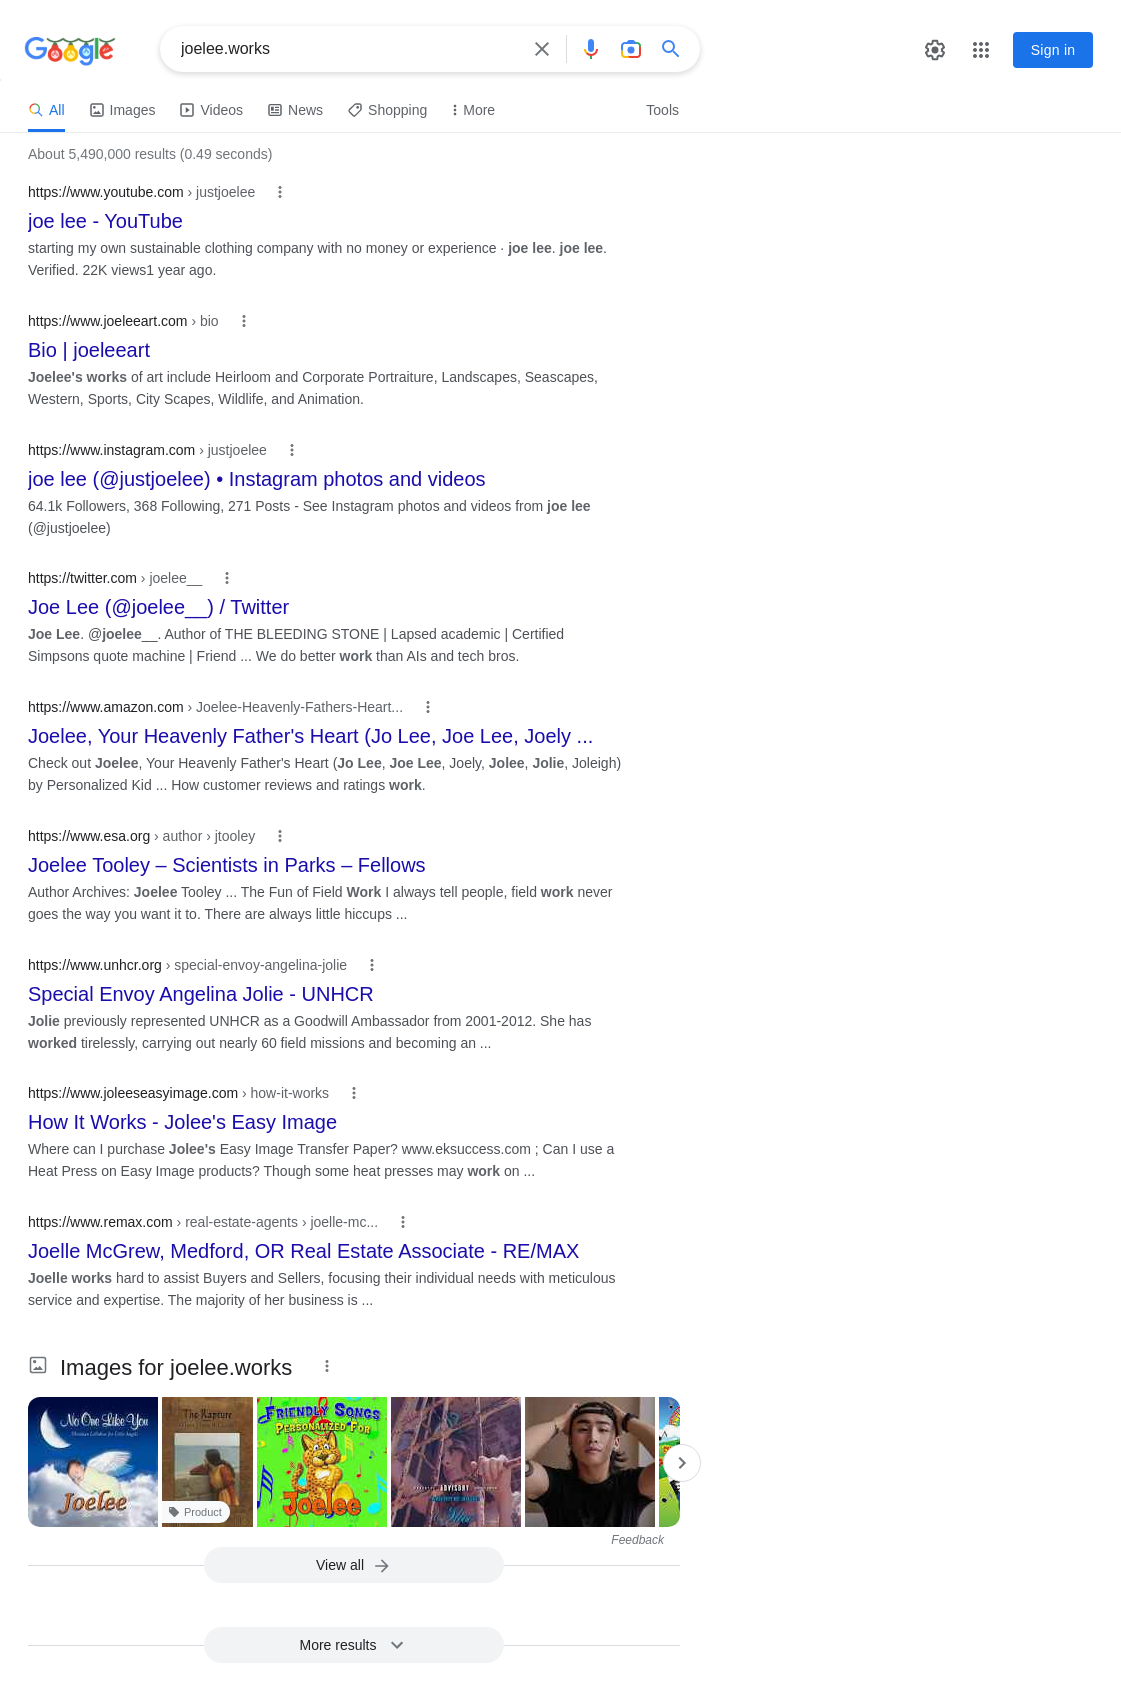 Google
joelee.works
Sign in
All
Images
Videos
News
Shopping
More
Tools
About 5,490,000 results (0.49 seconds)
https://www.youtube.com › justjoelee
joe lee - YouTube
starting my own sustainable clothing company with no money or experience · joe lee. joe lee.
Verified. 22K views1 year ago.
https://www.joeleeart.com › bio
Bio | joeleeart
Joelee's works of art include Heirloom and Corporate Portraiture, Landscapes, Seascapes,
Western, Sports, City Scapes, Wildlife, and Animation.
https://www.instagram.com › justjoelee
joe lee (@justjoelee) • Instagram photos and videos
64.1k Followers, 368 Following, 271 Posts - See Instagram photos and videos from joe lee
(@justjoelee)
https://twitter.com › joelee__
Joe Lee (@joelee__) / Twitter
Joe Lee. @joelee__. Author of THE BLEEDING STONE | Lapsed academic | Certified
Simpsons quote machine | Friend ... We do better work than AIs and tech bros.
https://www.amazon.com › Joelee-Heavenly-Fathers-Heart...
Joelee, Your Heavenly Father's Heart (Jo Lee, Joe Lee, Joely ...
Check out Joelee, Your Heavenly Father's Heart (Jo Lee, Joe Lee, Joely, Jolee, Jolie, Joleigh)
by Personalized Kid ... How customer reviews and ratings work.
https://www.esa.org › author › jtooley
Joelee Tooley – Scientists in Parks – Fellows
Author Archives: Joelee Tooley ... The Fun of Field Work I always tell people, field work never
goes the way you want it to. There are always little hiccups ...
https://www.unhcr.org › special-envoy-angelina-jolie
Special Envoy Angelina Jolie - UNHCR
Jolie previously represented UNHCR as a Goodwill Ambassador from 2001-2012. She has
worked tirelessly, carrying out nearly 60 field missions and becoming an ...
https://www.joleeseasyimage.com › how-it-works
How It Works - Jolee's Easy Image
Where can I purchase Jolee's Easy Image Transfer Paper? www.eksuccess.com ; Can I use a
Heat Press on Easy Image products? Though some heat presses may work on ...
https://www.remax.com › real-estate-agents › joelle-mc...
Joelle McGrew, Medford, OR Real Estate Associate - RE/MAX
Joelle works hard to assist Buyers and Sellers, focusing their individual needs with meticulous
service and expertise. The majority of her business is ...
Images for joelee.works
No One Like You
Joelee
The Rapture
Product
FRIENDLY SONGS
PERSONALIZED FOR
Joelee
ADVISORY
Feedback
View all
More results